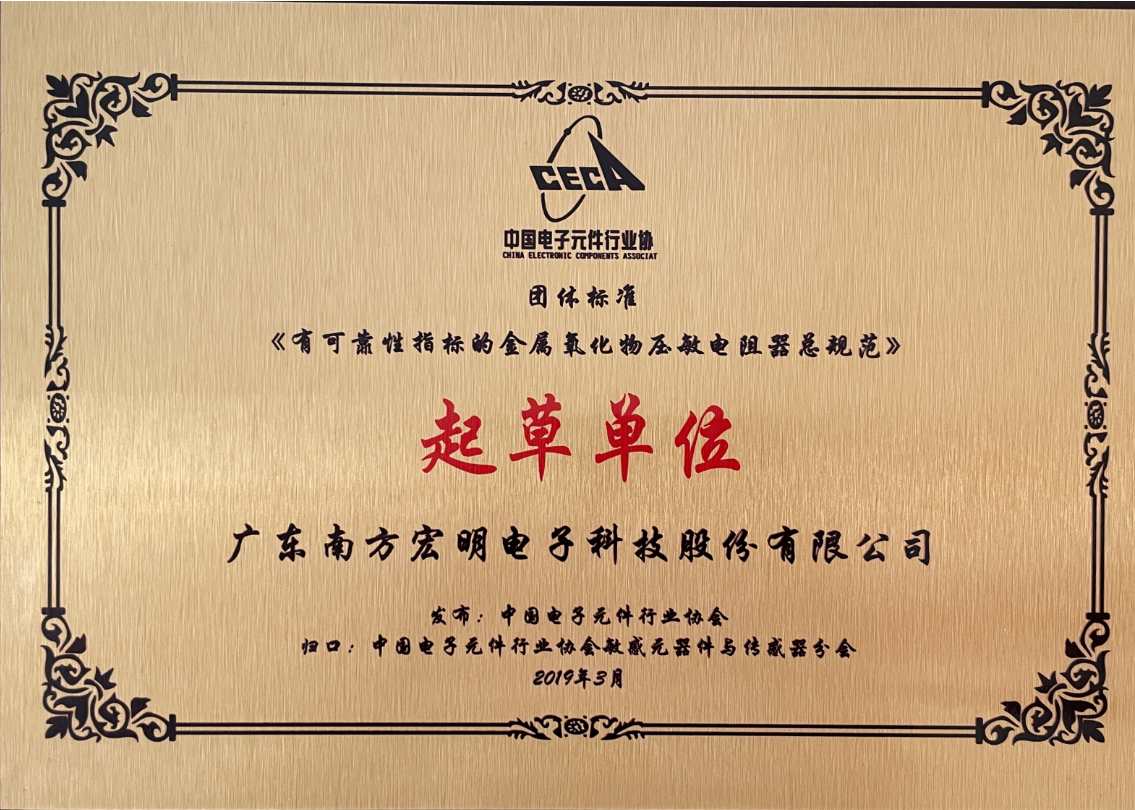 CECA
中国电子元件行业协
CHINA ELECTRONIC COMPONENTS ASSOCIAT
团体标准
《有可靠性指标的金属氧化物压敏电阻器总规范》
起草单位
广东南方宏明电子科技股份有限公司
发布：中国电子元件行业协会
归口：中国电子元件行业协会敏感元器件与传感器分会
2019年3月